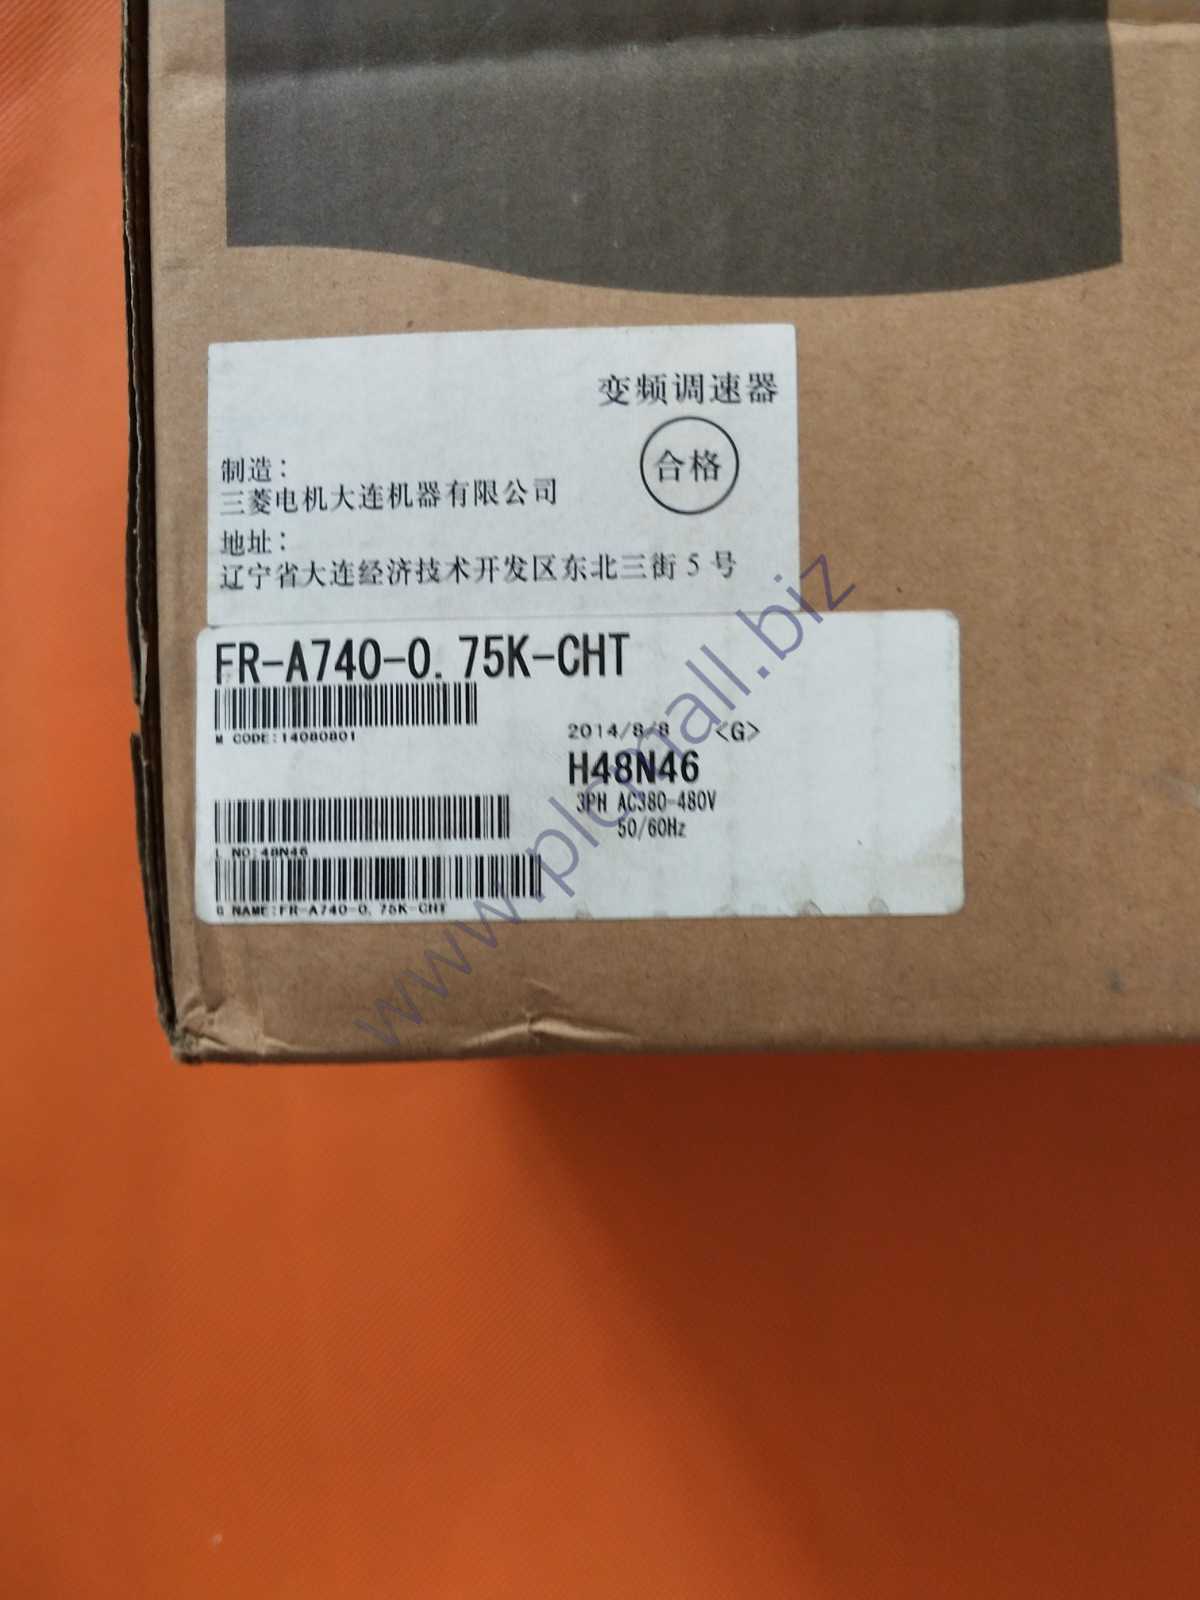 变频调速器
合格
制造：
三菱电机大连机器有限公司
地址：
辽宁省大连经济技术开发区东北三街 5 号
FR-A740-0.75K-CHT
M CODE:14080801
2014/8/8 <G>
H48N46
3PH AC380-480V
50/60Hz
L NO:48N46
G NAME:FR-A740-0.75K-CHT
www.plcmall.biz